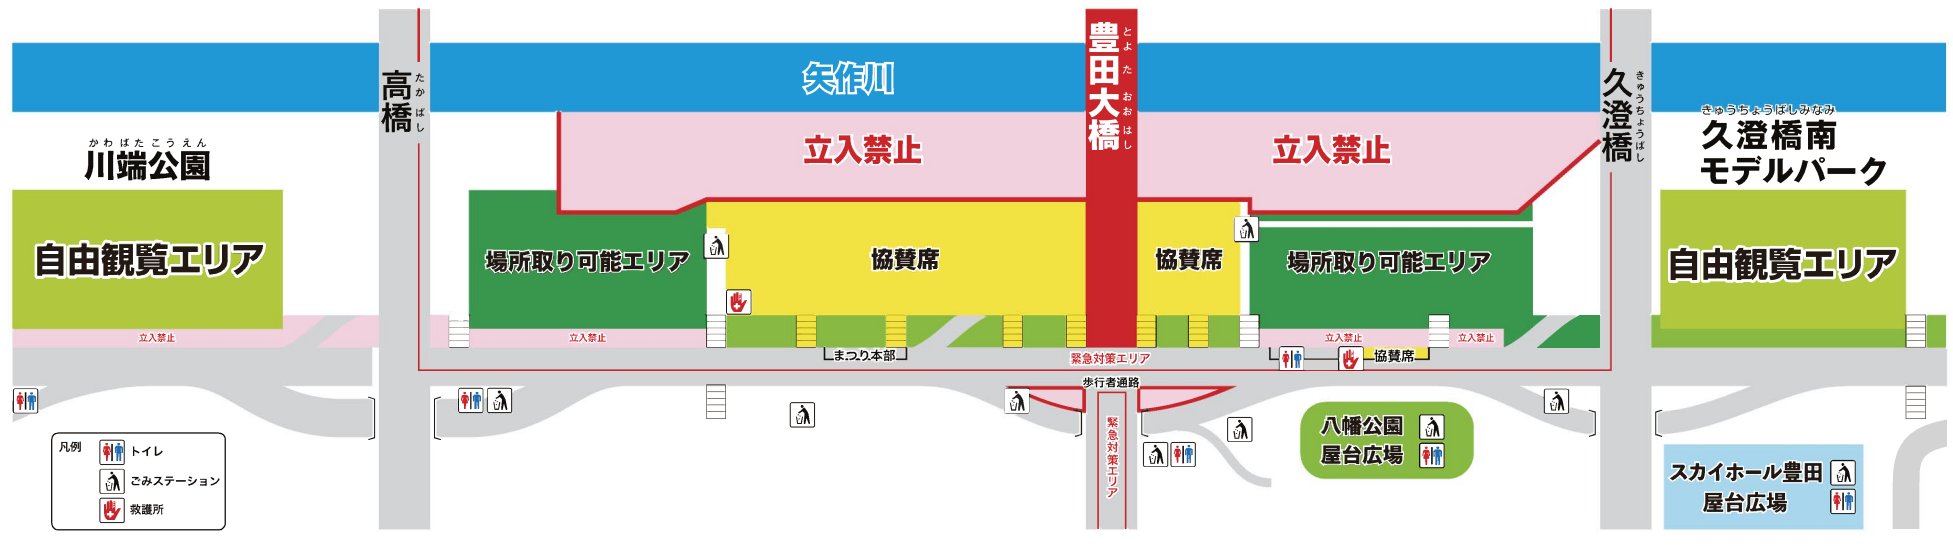 矢作川
高橋
たかばし
豊田大橋
とよたおおはし
久澄橋
きゅうちょうばし
かわばたこうえん
川端公園
きゅうちょうばしみなみ
久澄橋南
モデルパーク
立入禁止
立入禁止
自由観覧エリア
場所取り可能エリア
協賛席
協賛席
場所取り可能エリア
自由観覧エリア
立入禁止
立入禁止
立入禁止
立入禁止
まつり本部
緊急対策エリア
協賛席
歩行者通路
緊急対策エリア
八幡公園
屋台広場
スカイホール豊田
屋台広場
凡例
トイレ
ごみステーション
救護所